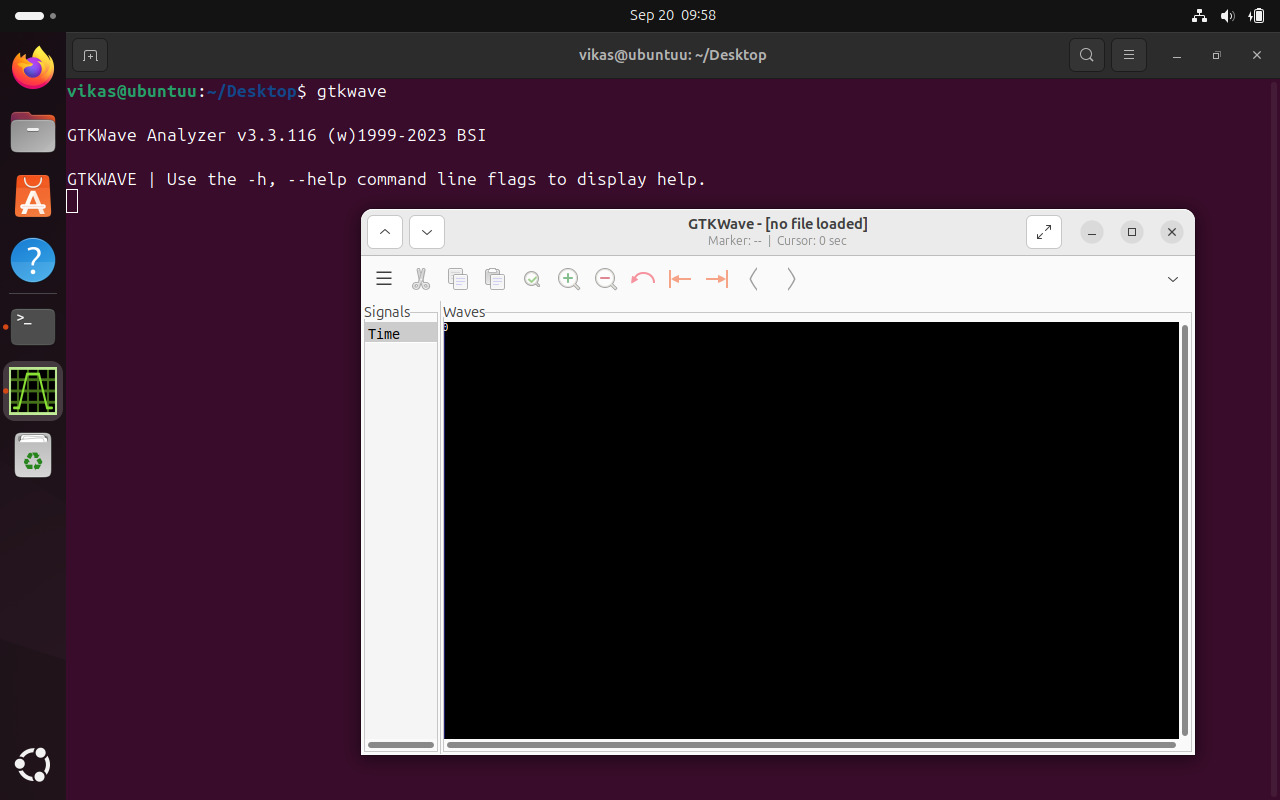 Sep 20 09:58
vikas@ubuntuu: ~/Desktop
vikas@ubuntuu:~/Desktop$ gtkwave
GTKWave Analyzer v3.3.116 (w)1999-2023 BSI
GTKWAVE | Use the -h, --help command line flags to display help.
GTKWave - [no file loaded]
Marker: -- | Cursor: 0 sec
Signals
Waves
Time
0